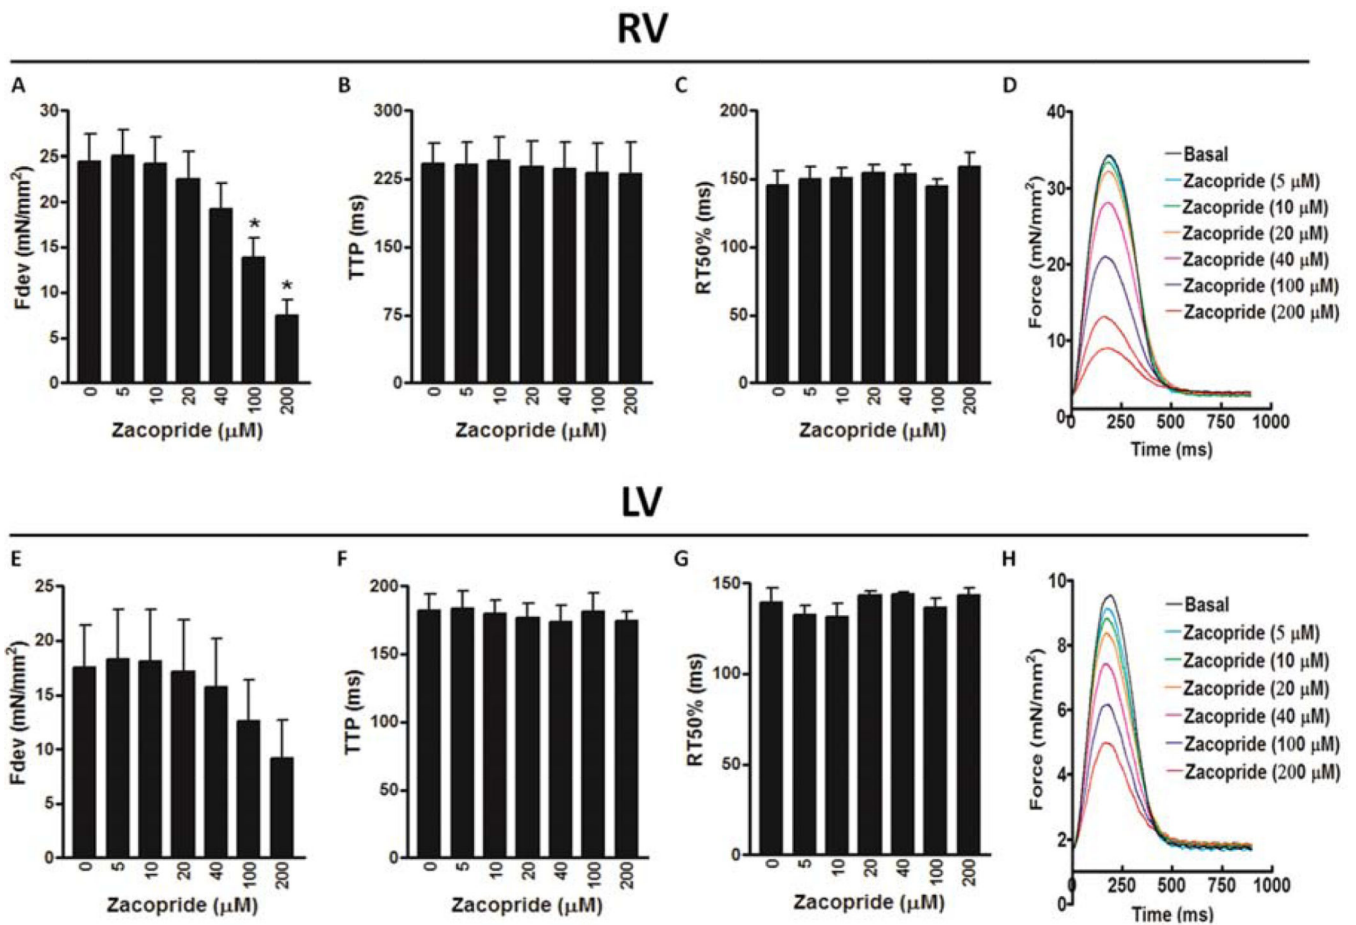 RV
A
30
25
20
15
10
5
0
Fdev (mN/mm²)
*
*
0 5 10 20 40 100 200
Zacopride (μM)
B
300
225
150
75
0
TTP (ms)
0 5 10 20 40 100 200
Zacopride (μM)
C
200
150
100
50
0
RT50% (ms)
0 5 10 20 40 100 200
Zacopride (μM)
D
40
30
20
10
0
Force (mN/mm²)
0 250 500 750 1000
Time (ms)
Basal
Zacopride (5 μM)
Zacopride (10 μM)
Zacopride (20 μM)
Zacopride (40 μM)
Zacopride (100 μM)
Zacopride (200 μM)
LV
E
25
20
15
10
5
0
Fdev (mN/mm²)
0 5 10 20 40 100 200
Zacopride (μM)
F
200
150
100
50
0
TTP (ms)
0 5 10 20 40 100 200
Zacopride (μM)
G
150
100
50
0
RT50% (ms)
0 5 10 20 40 100 200
Zacopride (μM)
H
10
8
6
4
2
0
Force (mN/mm²)
0 250 500 750 1000
Time (ms)
Basal
Zacopride (5 μM)
Zacopride (10 μM)
Zacopride (20 μM)
Zacopride (40 μM)
Zacopride (100 μM)
Zacopride (200 μM)